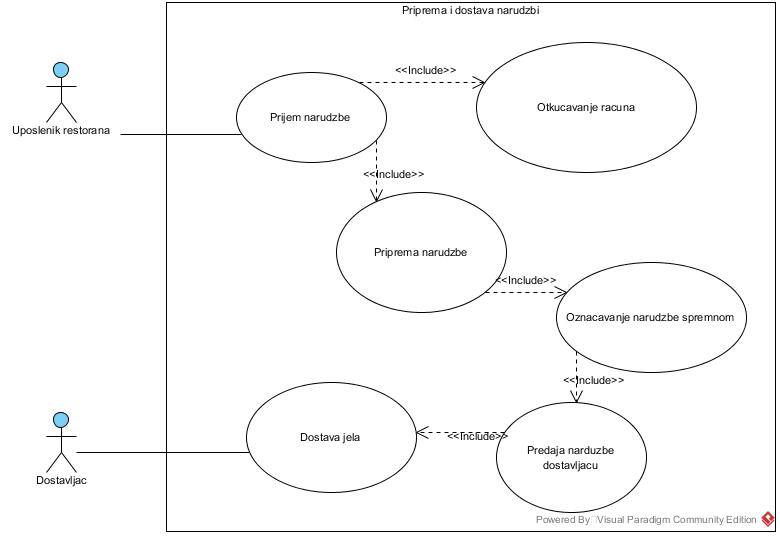 Priprema i dostava narudzbi
<<Include>>
Prijem narudzbe
Otkucavanje racuna
Uposlenik restorana
<<Include>>
Priprema narudzbe
<<Include>>
Oznacavanje narudzbe spremnom
<<Include>>
Dostava jela
<<Include>>
Predaja narduzbe
dostavljacu
Dostavljac
Powered By Visual Paradigm Community Edition